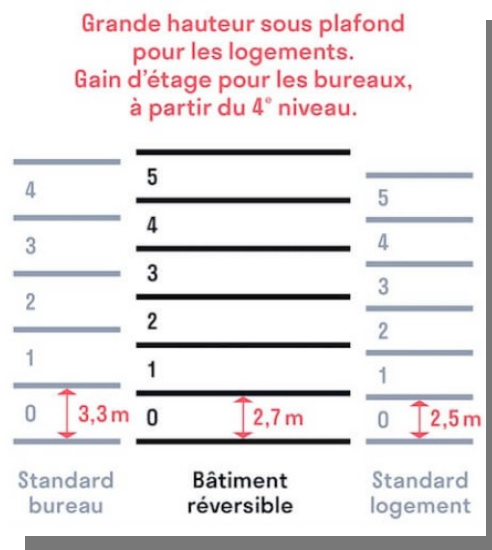 Grande hauteur sous plafond
pour les logements.
Gain d'étage pour les bureaux,
à partir du 4e niveau.
4
3
2
1
0
3,3 m
Standard
bureau
5
4
3
2
1
0
2,7 m
Bâtiment
réversible
5
4
3
2
1
0
2,5 m
Standard
logement